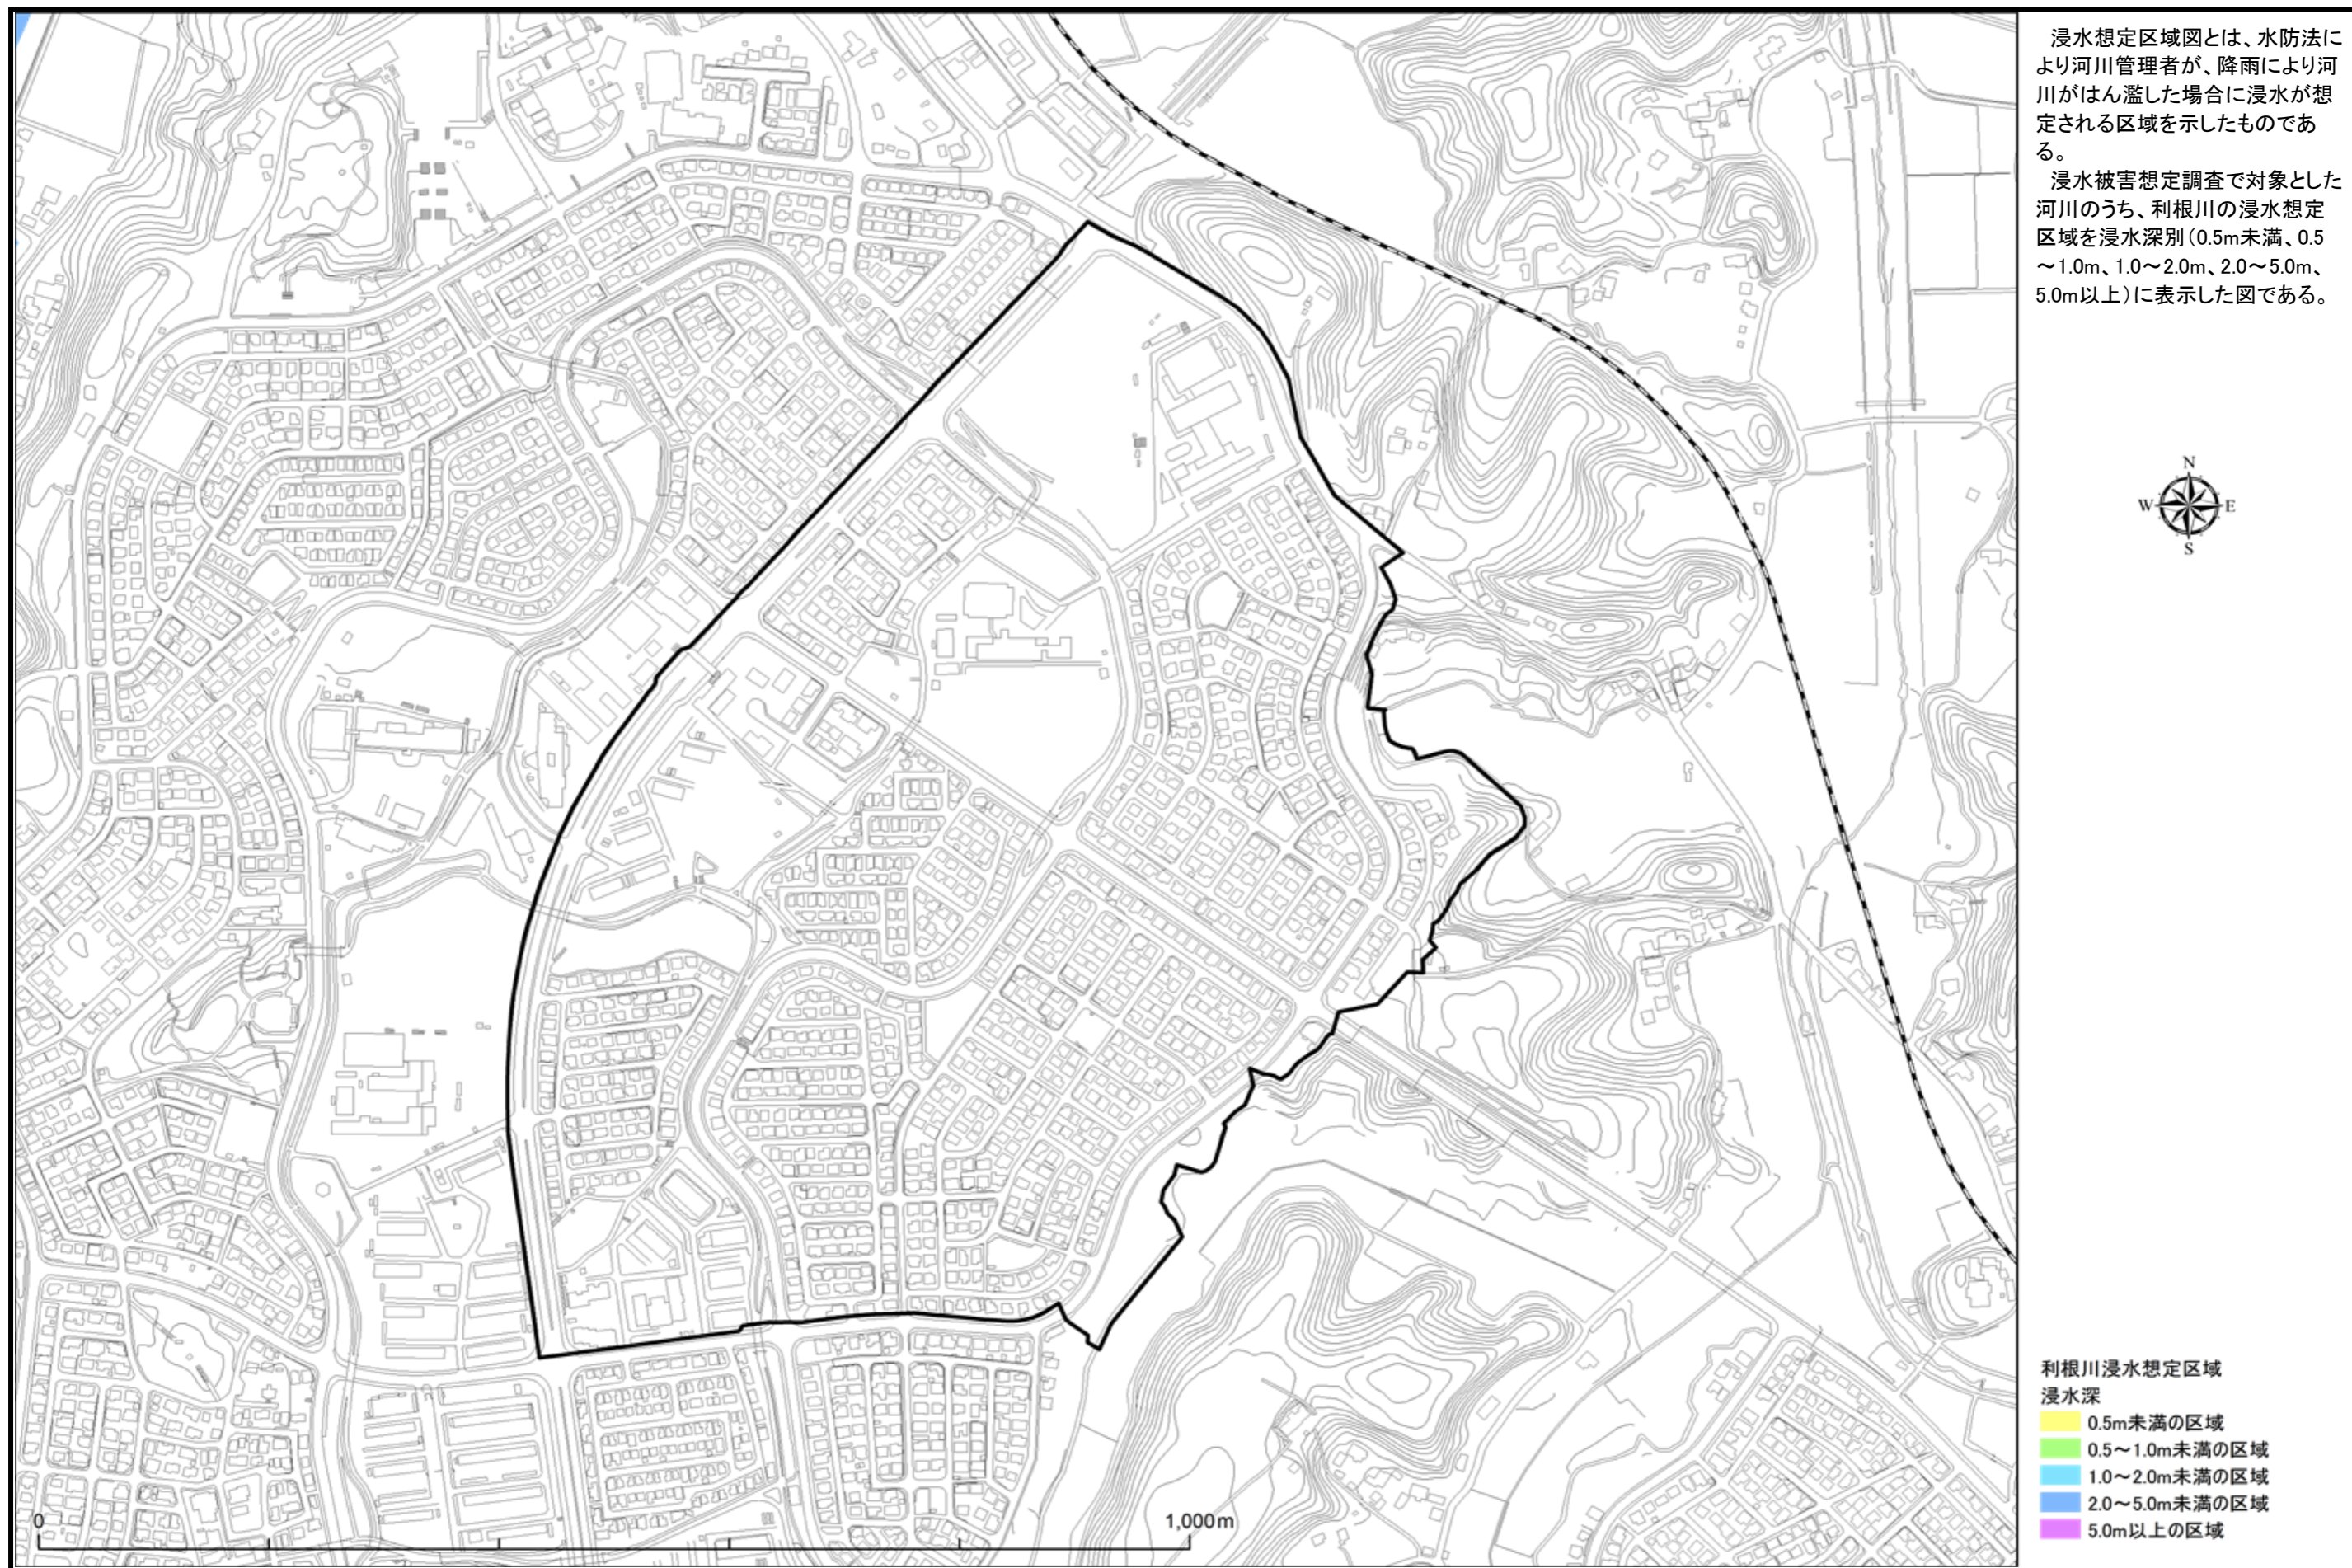 浸水想定区域図とは、水防法に
より河川管理者が、降雨により河
川がはん濫した場合に浸水が想
定される区域を示したものであ
る。
浸水被害想定調査で対象とした
河川のうち、利根川の浸水想定
区域を浸水深別（0.5m未満、0.5
～1.0m、1.0～2.0m、2.0～5.0m、
5.0m以上）に表示した図である。
N
W E
S
利根川浸水想定区域
浸水深
0.5m未満の区域
0.5～1.0m未満の区域
1.0～2.0m未満の区域
2.0～5.0m未満の区域
5.0m以上の区域
0 1,000m